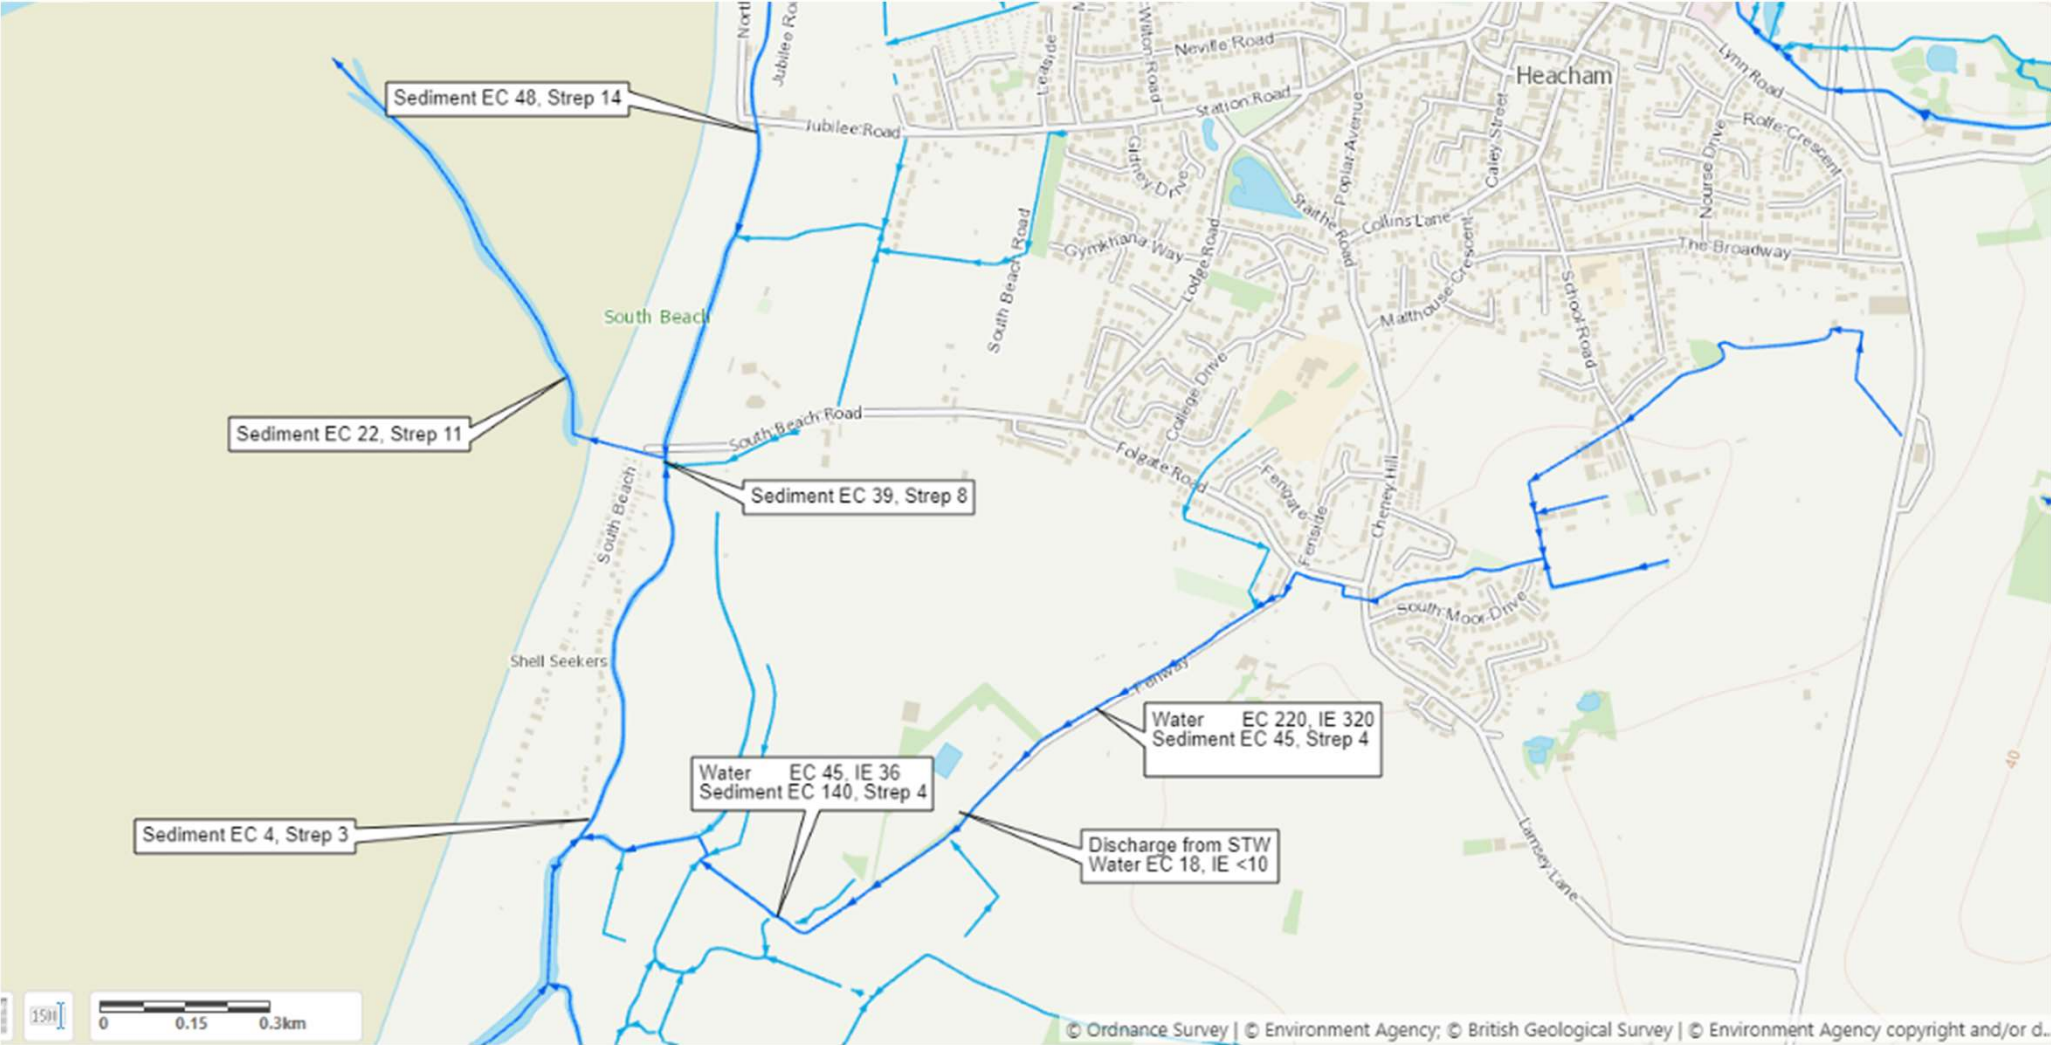 North
Jubilee Ro
Leaside
Wilton Road
Neville Road
Heacham
Lynn Road
Sediment EC 48, Strep 14
Jubilee Road
Station Road
Poplar Avenue
Caley Street
Nourse Drive
Rolfe Crescent
Gidney Drive
Staithe Road
Collins Lane
South Beach Road
Gymkhana Way
Lodge Road
Malthouse Crescent
The Broadway
South Beach
School Road
College Drive
Sediment EC 22, Strep 11
South Beach Road
Folgate Road
Fengate
Cheney Hill
Sediment EC 39, Strep 8
South Beach
Fenside
South Moor Drive
Shell Seekers
Fenway
Water EC 220, IE 320
Sediment EC 45, Strep 4
Water EC 45, IE 36
Sediment EC 140, Strep 4
40
Sediment EC 4, Strep 3
Discharge from STW
Water EC 18, IE <10
Lamsey Lane
0 0.15 0.3km
© Ordnance Survey | © Environment Agency; © British Geological Survey | © Environment Agency copyright and/or d...